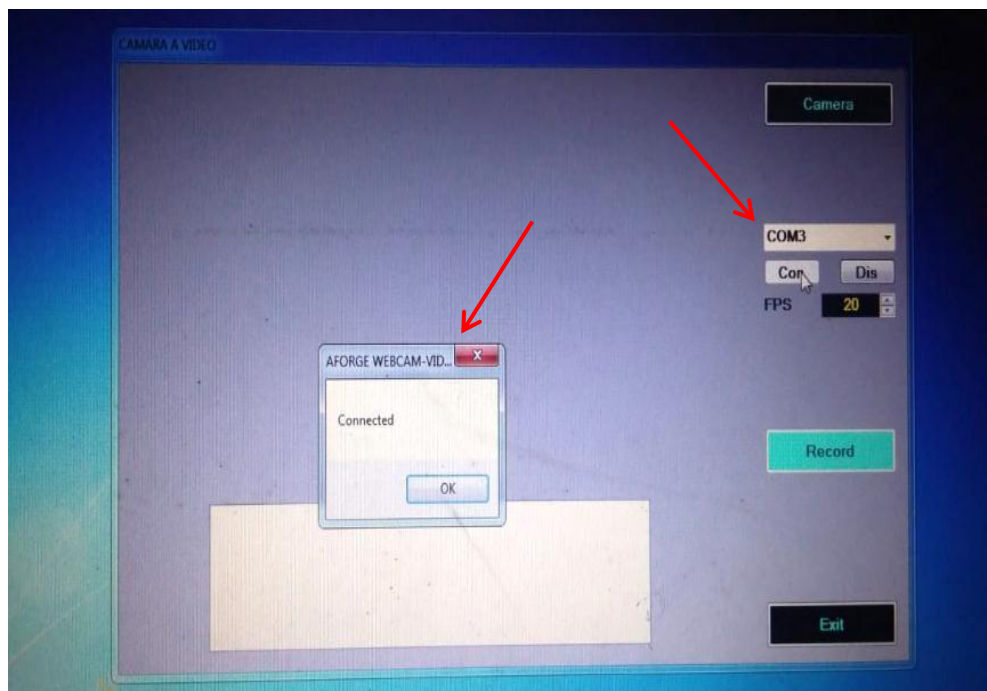 CAMARA A VIDEO
Camera
COM3
Con Dis
FPS 20
AFORGE WEBCAM-VID...
X
Connected
OK
Record
Exit